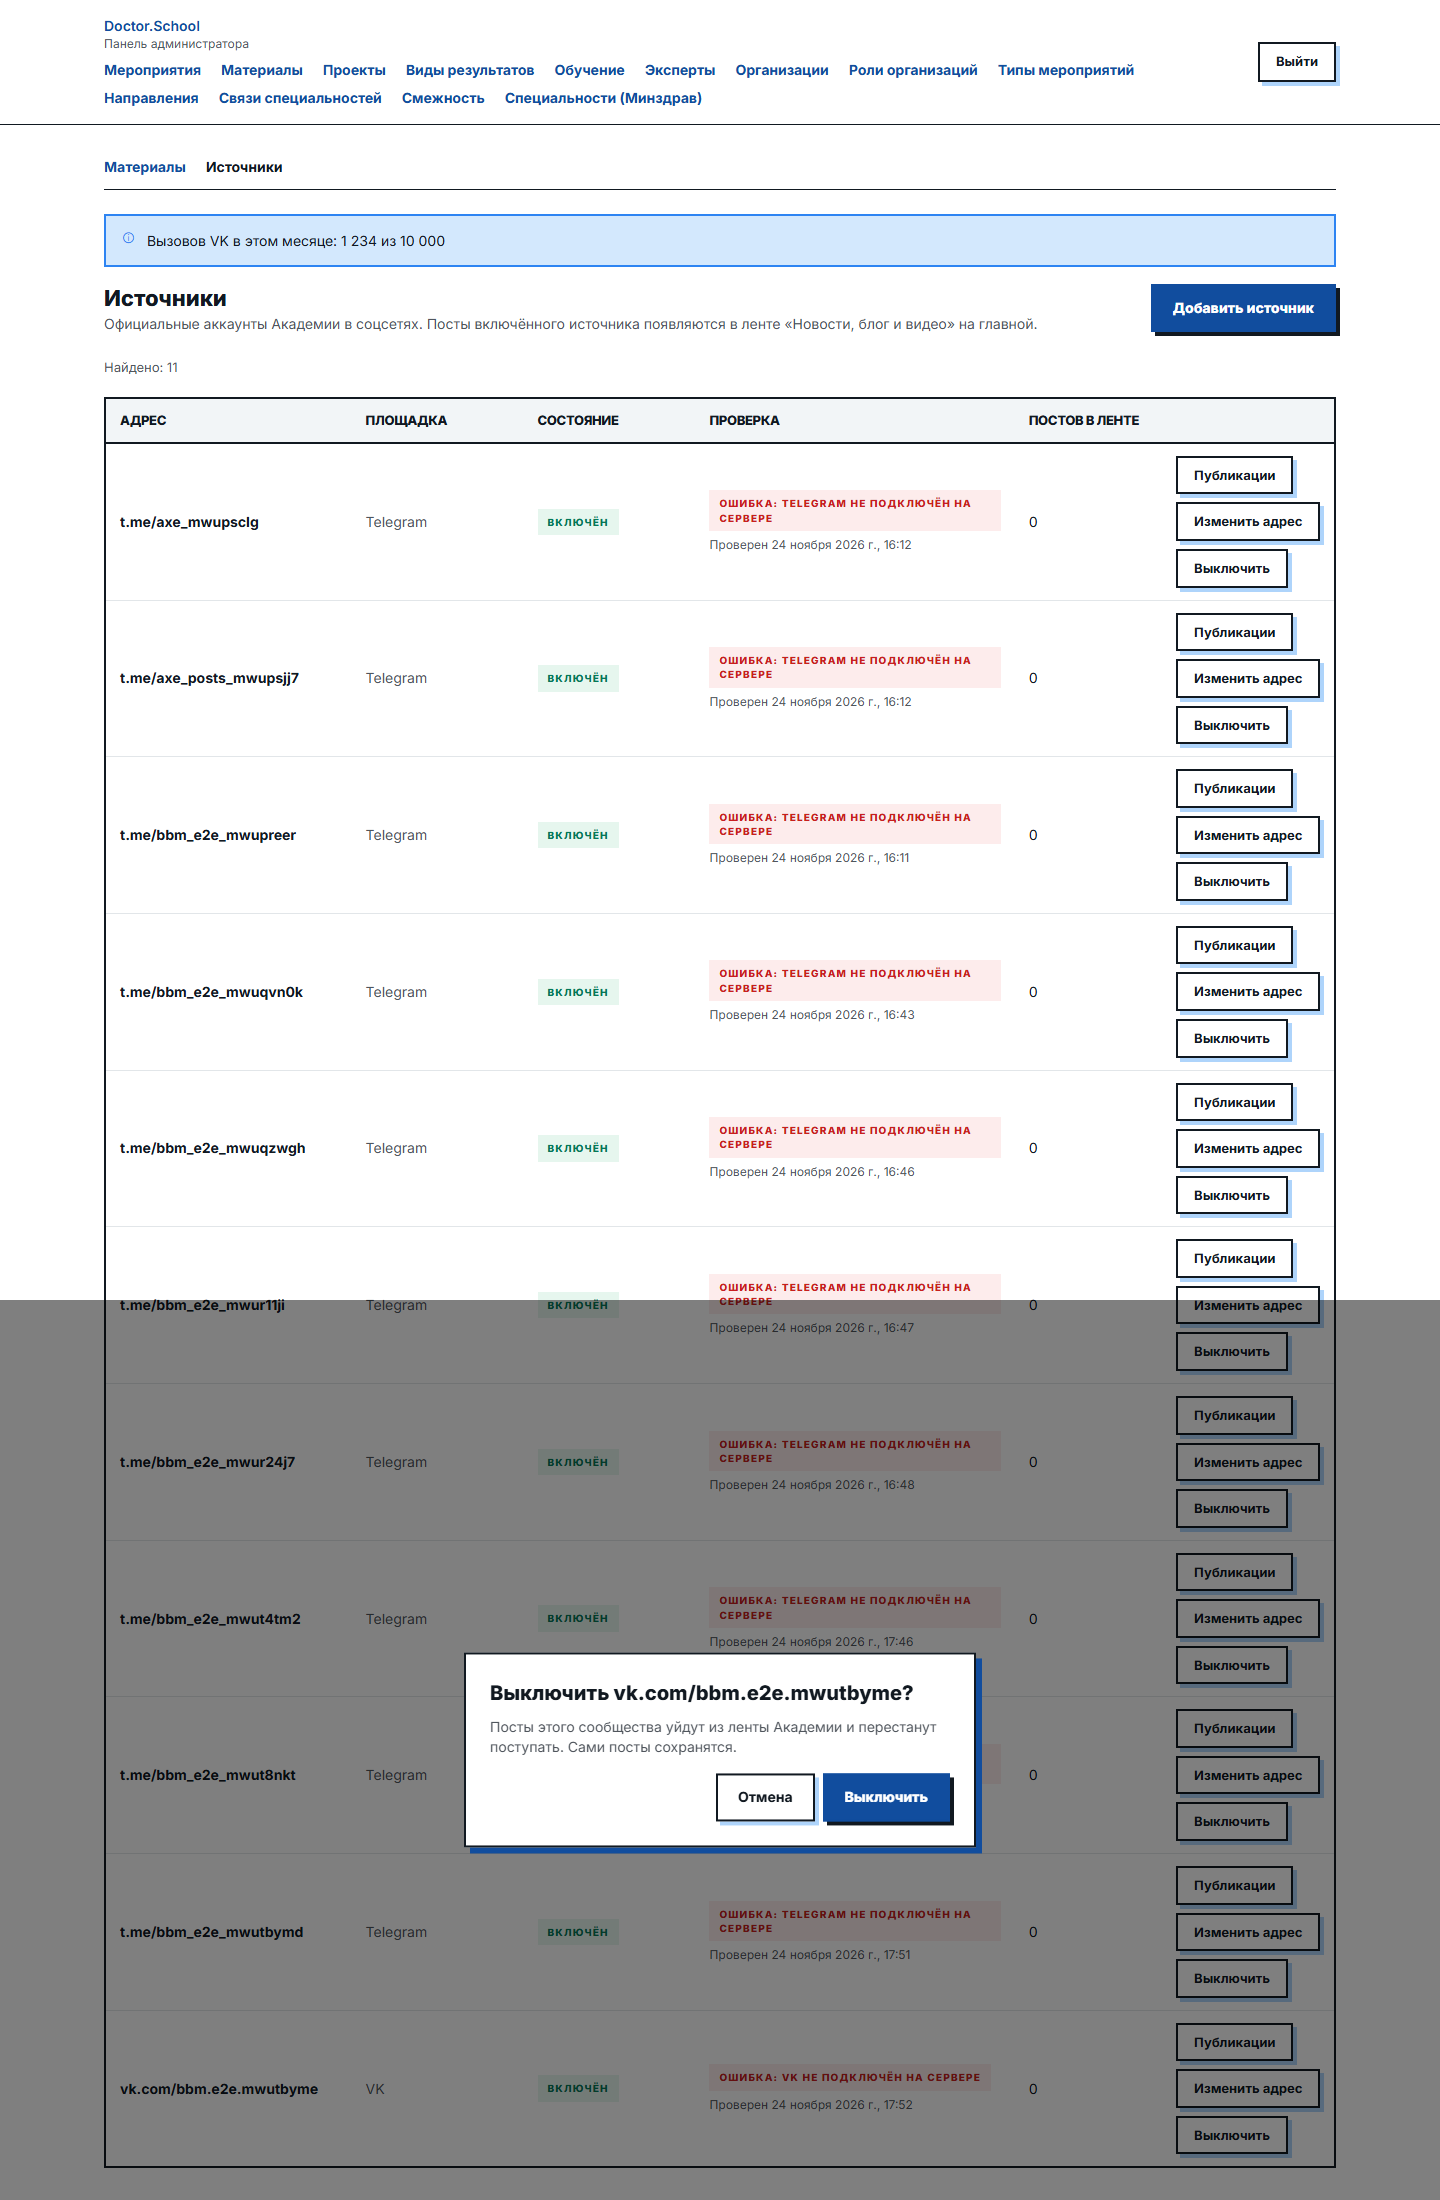 Doctor.School
Панель администратора
Мероприятия Материалы Проекты Виды результатов Обучение Эксперты Организации Роли организаций Типы мероприятий
Направления Связи специальностей Смежность Специальности (Минздрав)
Выйти
Материалы Источники
Вызовов VK в этом месяце: 1 234 из 10 000
Источники
Официальные аккаунты Академии в соцсетях. Посты включённого источника появляются в ленте «Новости, блог и видео» на главной.
Добавить источник
Найдено: 11
АДРЕС ПЛОЩАДКА СОСТОЯНИЕ ПРОВЕРКА ПОСТОВ В ЛЕНТЕ
Публикации
t.me/axe_mwupsclg Telegram ВКЛЮЧЁН ОШИБКА: TELEGRAM НЕ ПОДКЛЮЧЁН НА
СЕРВЕРЕ
Проверен 24 ноября 2026 г., 16:12
0
Изменить адрес
Выключить
Публикации
t.me/axe_posts_mwupsjj7 Telegram ВКЛЮЧЁН ОШИБКА: TELEGRAM НЕ ПОДКЛЮЧЁН НА
СЕРВЕРЕ
Проверен 24 ноября 2026 г., 16:12
0
Изменить адрес
Выключить
Публикации
t.me/bbm_e2e_mwupreer Telegram ВКЛЮЧЁН ОШИБКА: TELEGRAM НЕ ПОДКЛЮЧЁН НА
СЕРВЕРЕ
Проверен 24 ноября 2026 г., 16:11
0
Изменить адрес
Выключить
Публикации
t.me/bbm_e2e_mwuqvn0k Telegram ВКЛЮЧЁН ОШИБКА: TELEGRAM НЕ ПОДКЛЮЧЁН НА
СЕРВЕРЕ
Проверен 24 ноября 2026 г., 16:43
0
Изменить адрес
Выключить
Публикации
t.me/bbm_e2e_mwuqzwgh Telegram ВКЛЮЧЁН ОШИБКА: TELEGRAM НЕ ПОДКЛЮЧЁН НА
СЕРВЕРЕ
Проверен 24 ноября 2026 г., 16:46
0
Изменить адрес
Выключить
Публикации
t.me/bbm_e2e_mwur11ji Telegram ВКЛЮЧЁН ОШИБКА: TELEGRAM НЕ ПОДКЛЮЧЁН НА
СЕРВЕРЕ
Проверен 24 ноября 2026 г., 16:47
0
Изменить адрес
Выключить
Публикации
t.me/bbm_e2e_mwur24j7 Telegram ВКЛЮЧЁН ОШИБКА: TELEGRAM НЕ ПОДКЛЮЧЁН НА
СЕРВЕРЕ
Проверен 24 ноября 2026 г., 16:48
0
Изменить адрес
Выключить
Публикации
t.me/bbm_e2e_mwut4tm2 Telegram ВКЛЮЧЁН ОШИБКА: TELEGRAM НЕ ПОДКЛЮЧЁН НА
СЕРВЕРЕ
Проверен 24 ноября 2026 г., 17:46
0
Изменить адрес
Выключить
Выключить vk.com/bbm.e2e.mwutbyme?
Посты этого сообщества уйдут из ленты Академии и перестанут
поступать. Сами посты сохранятся.
Отмена Выключить
Публикации
t.me/bbm_e2e_mwut8nkt Telegram
0
Изменить адрес
Выключить
Публикации
t.me/bbm_e2e_mwutbymd Telegram ВКЛЮЧЁН ОШИБКА: TELEGRAM НЕ ПОДКЛЮЧЁН НА
СЕРВЕРЕ
Проверен 24 ноября 2026 г., 17:51
0
Изменить адрес
Выключить
Публикации
vk.com/bbm.e2e.mwutbyme VK ВКЛЮЧЁН ОШИБКА: VK НЕ ПОДКЛЮЧЁН НА СЕРВЕРЕ
Проверен 24 ноября 2026 г., 17:52
0
Изменить адрес
Выключить